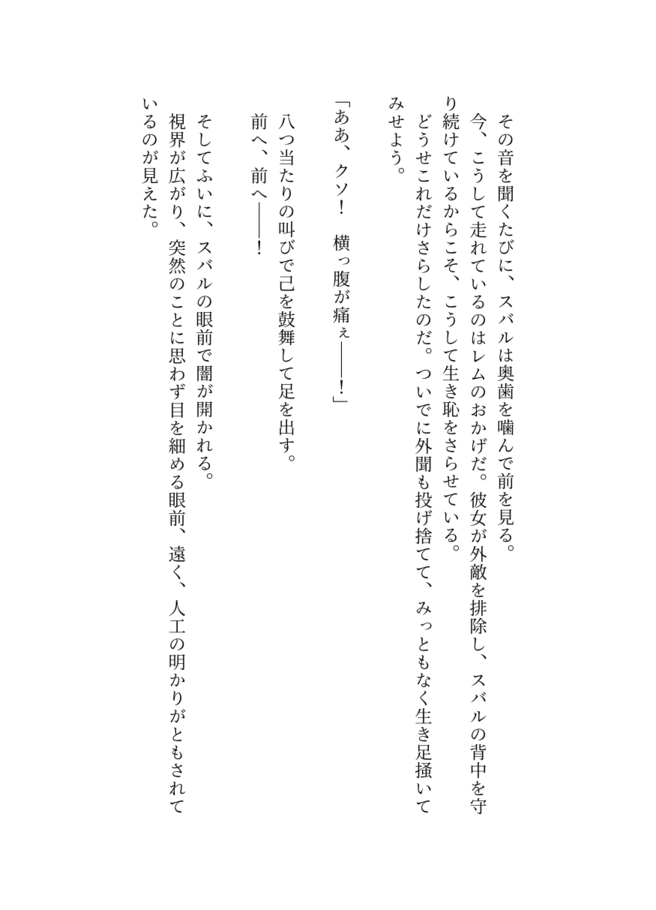 その音を聞くたびに、スバルは奥歯を噛んで前を見る。
　今、こうして走れているのはレムのおかげだ。彼女が外敵を排除し、スバルの背中を守
り続けているからこそ、こうして生き恥をさらせている。
　どうせこれだけさらしたのだ。ついでに外聞も投げ捨てて、みっともなく生き足掻いて
みせよう。
「ああ、クソ！　横っ腹が痛ぇ――！」
　八つ当たりの叫びで己を鼓舞して足を出す。
　前へ、前へ――！
　そしてふいに、スバルの眼前で闇が開かれる。
　視界が広がり、突然のことに思わず目を細める眼前、遠く、人工の明かりがともされて
いるのが見えた。